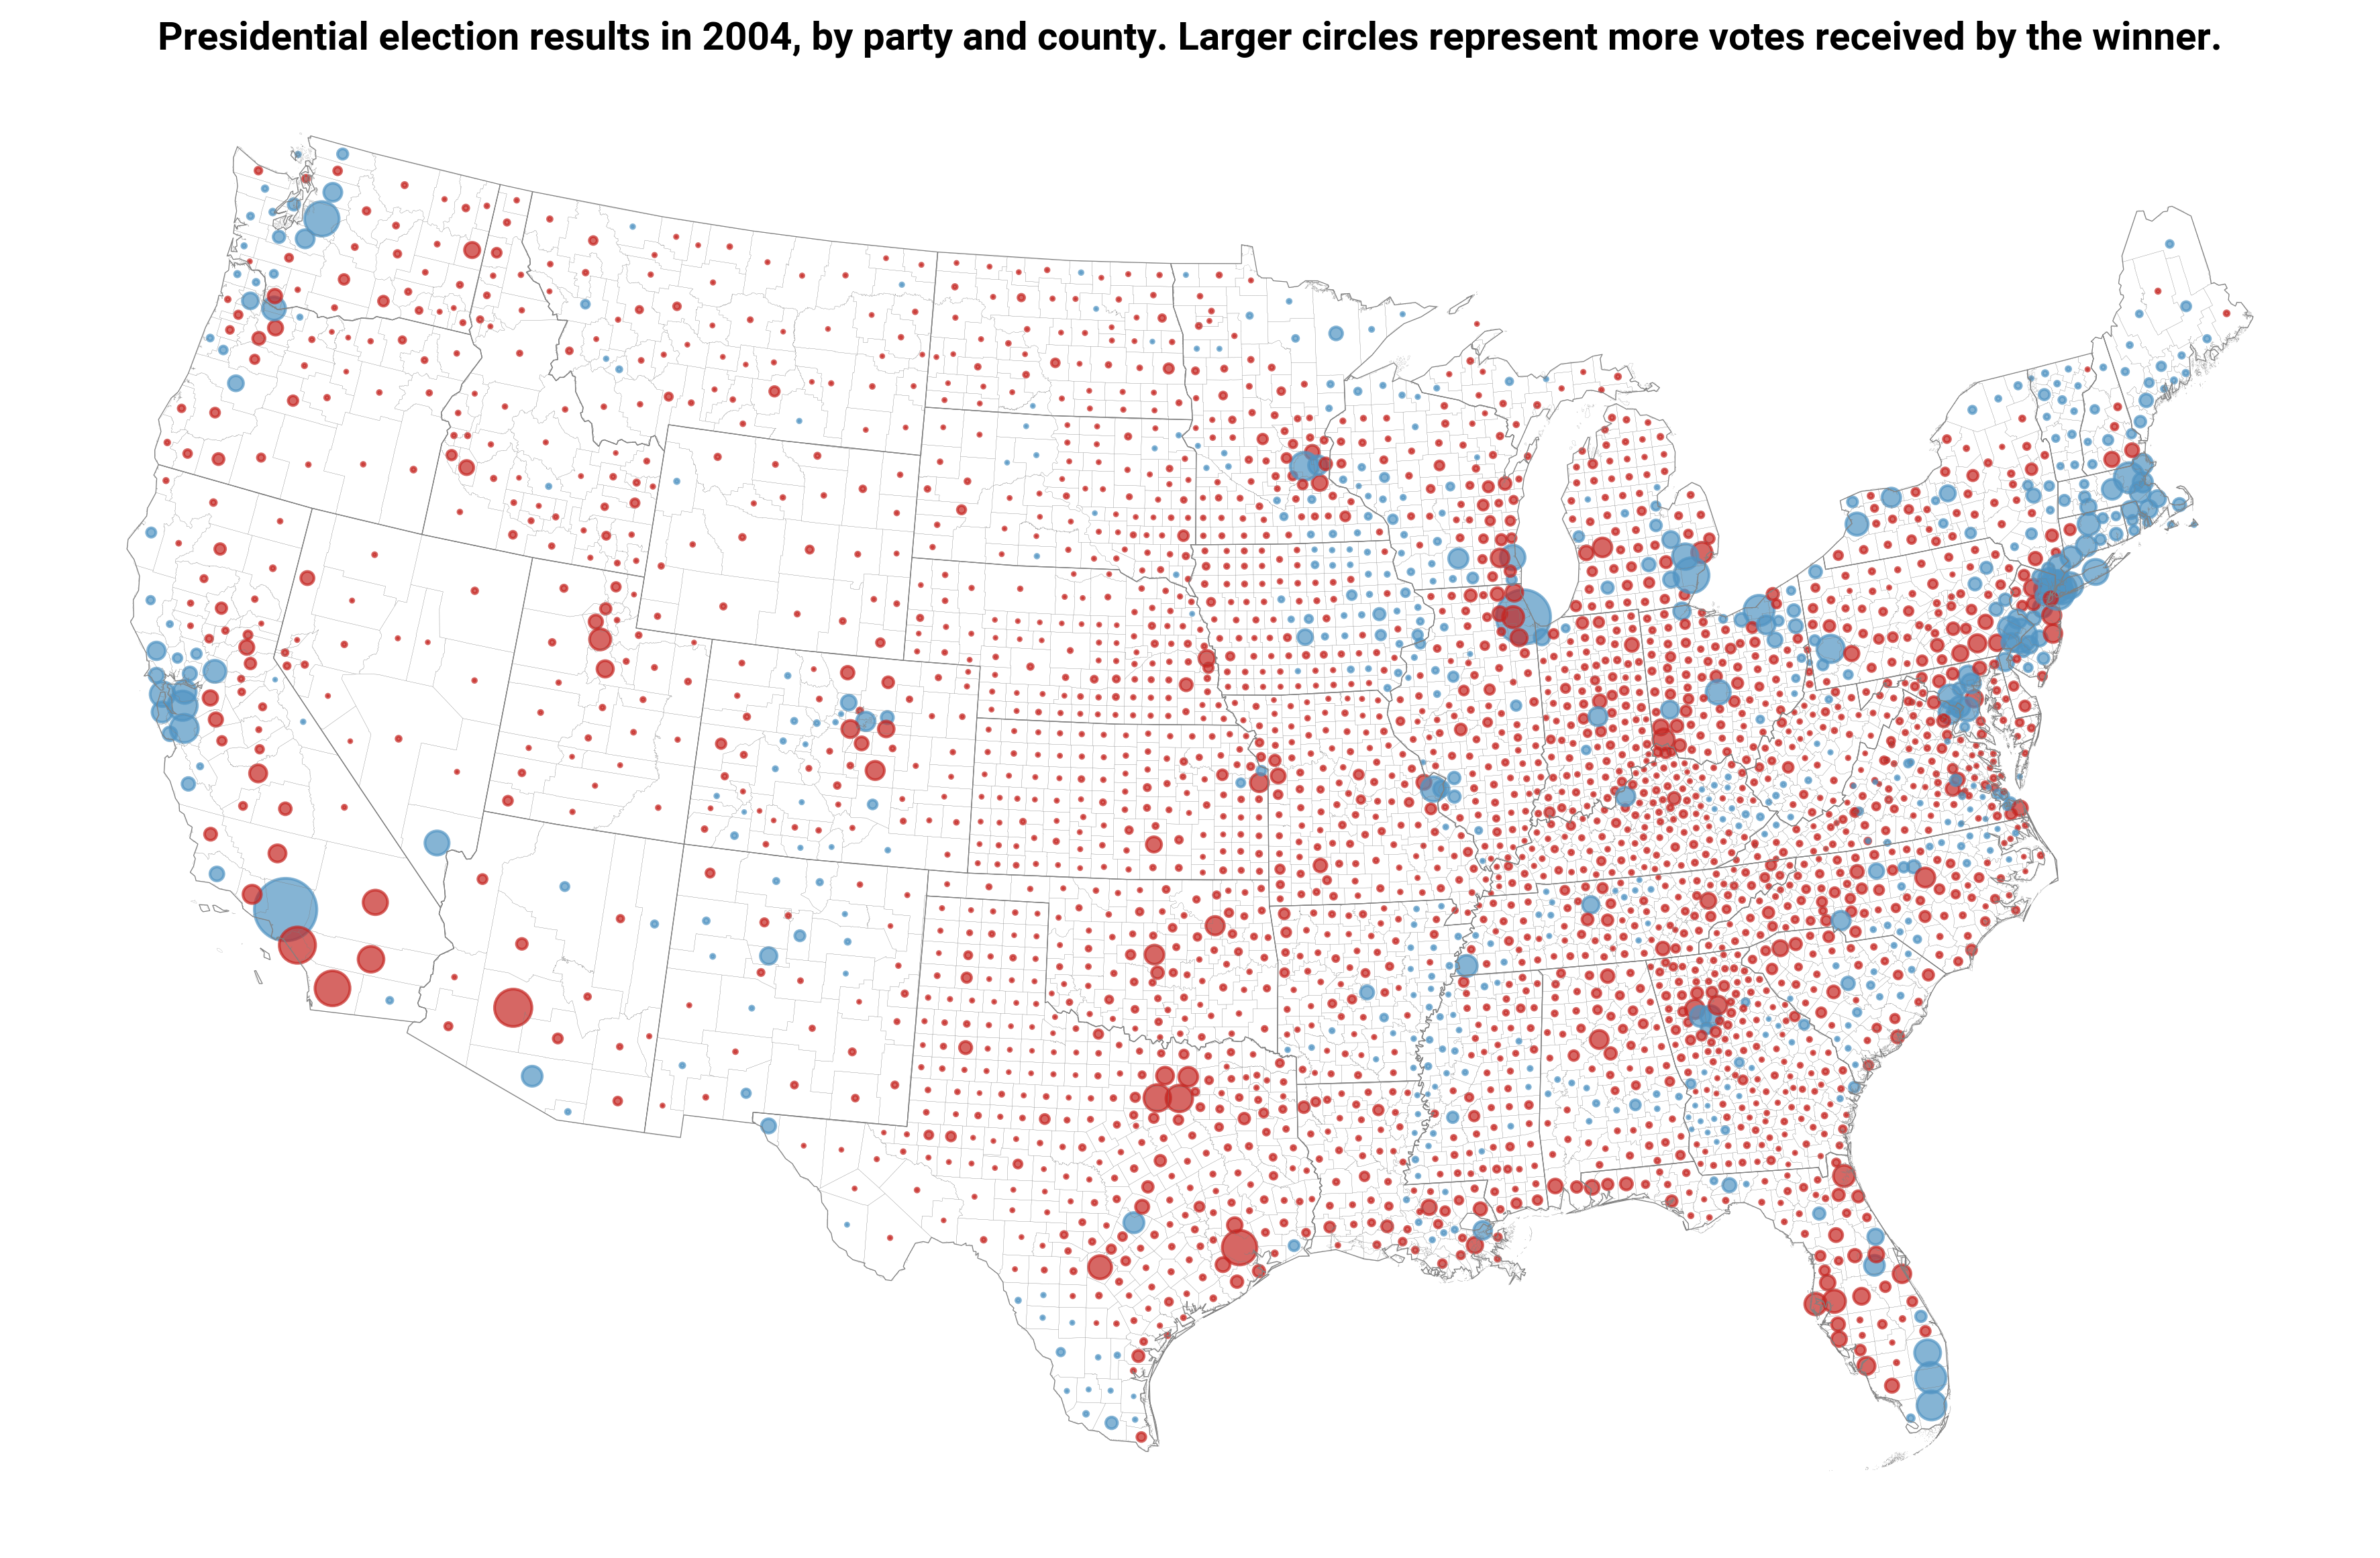 Presidential election results in 2004, by party and county. Larger circles represent more votes received by the winner.